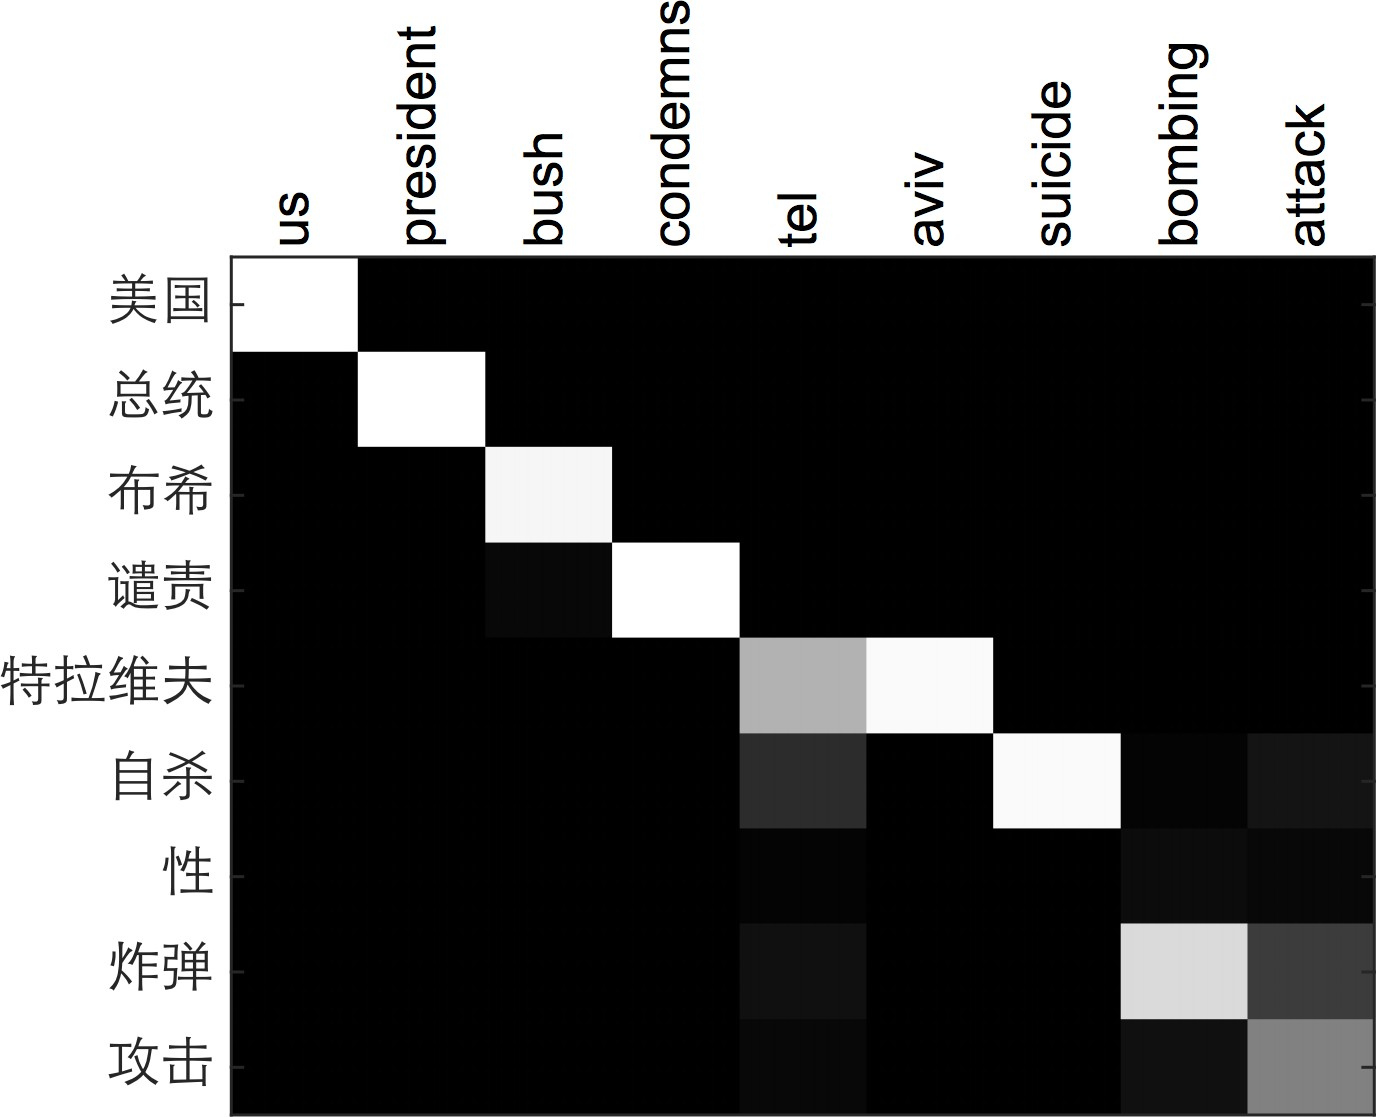 us president bush condemns tel aviv suicide bombing attack
美国
总统
布希
谴责
特拉维夫
自杀
性
炸弹
攻击